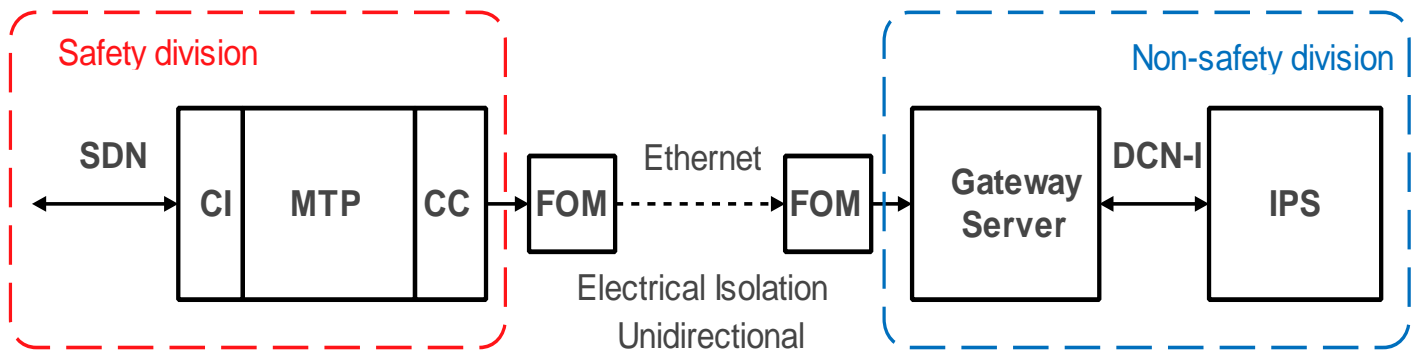 Safety division
Non-safety division
SDN
CI
MTP
CC
FOM
Ethernet
FOM
Gateway
Server
DCN-I
IPS
Electrical Isolation
Unidirectional